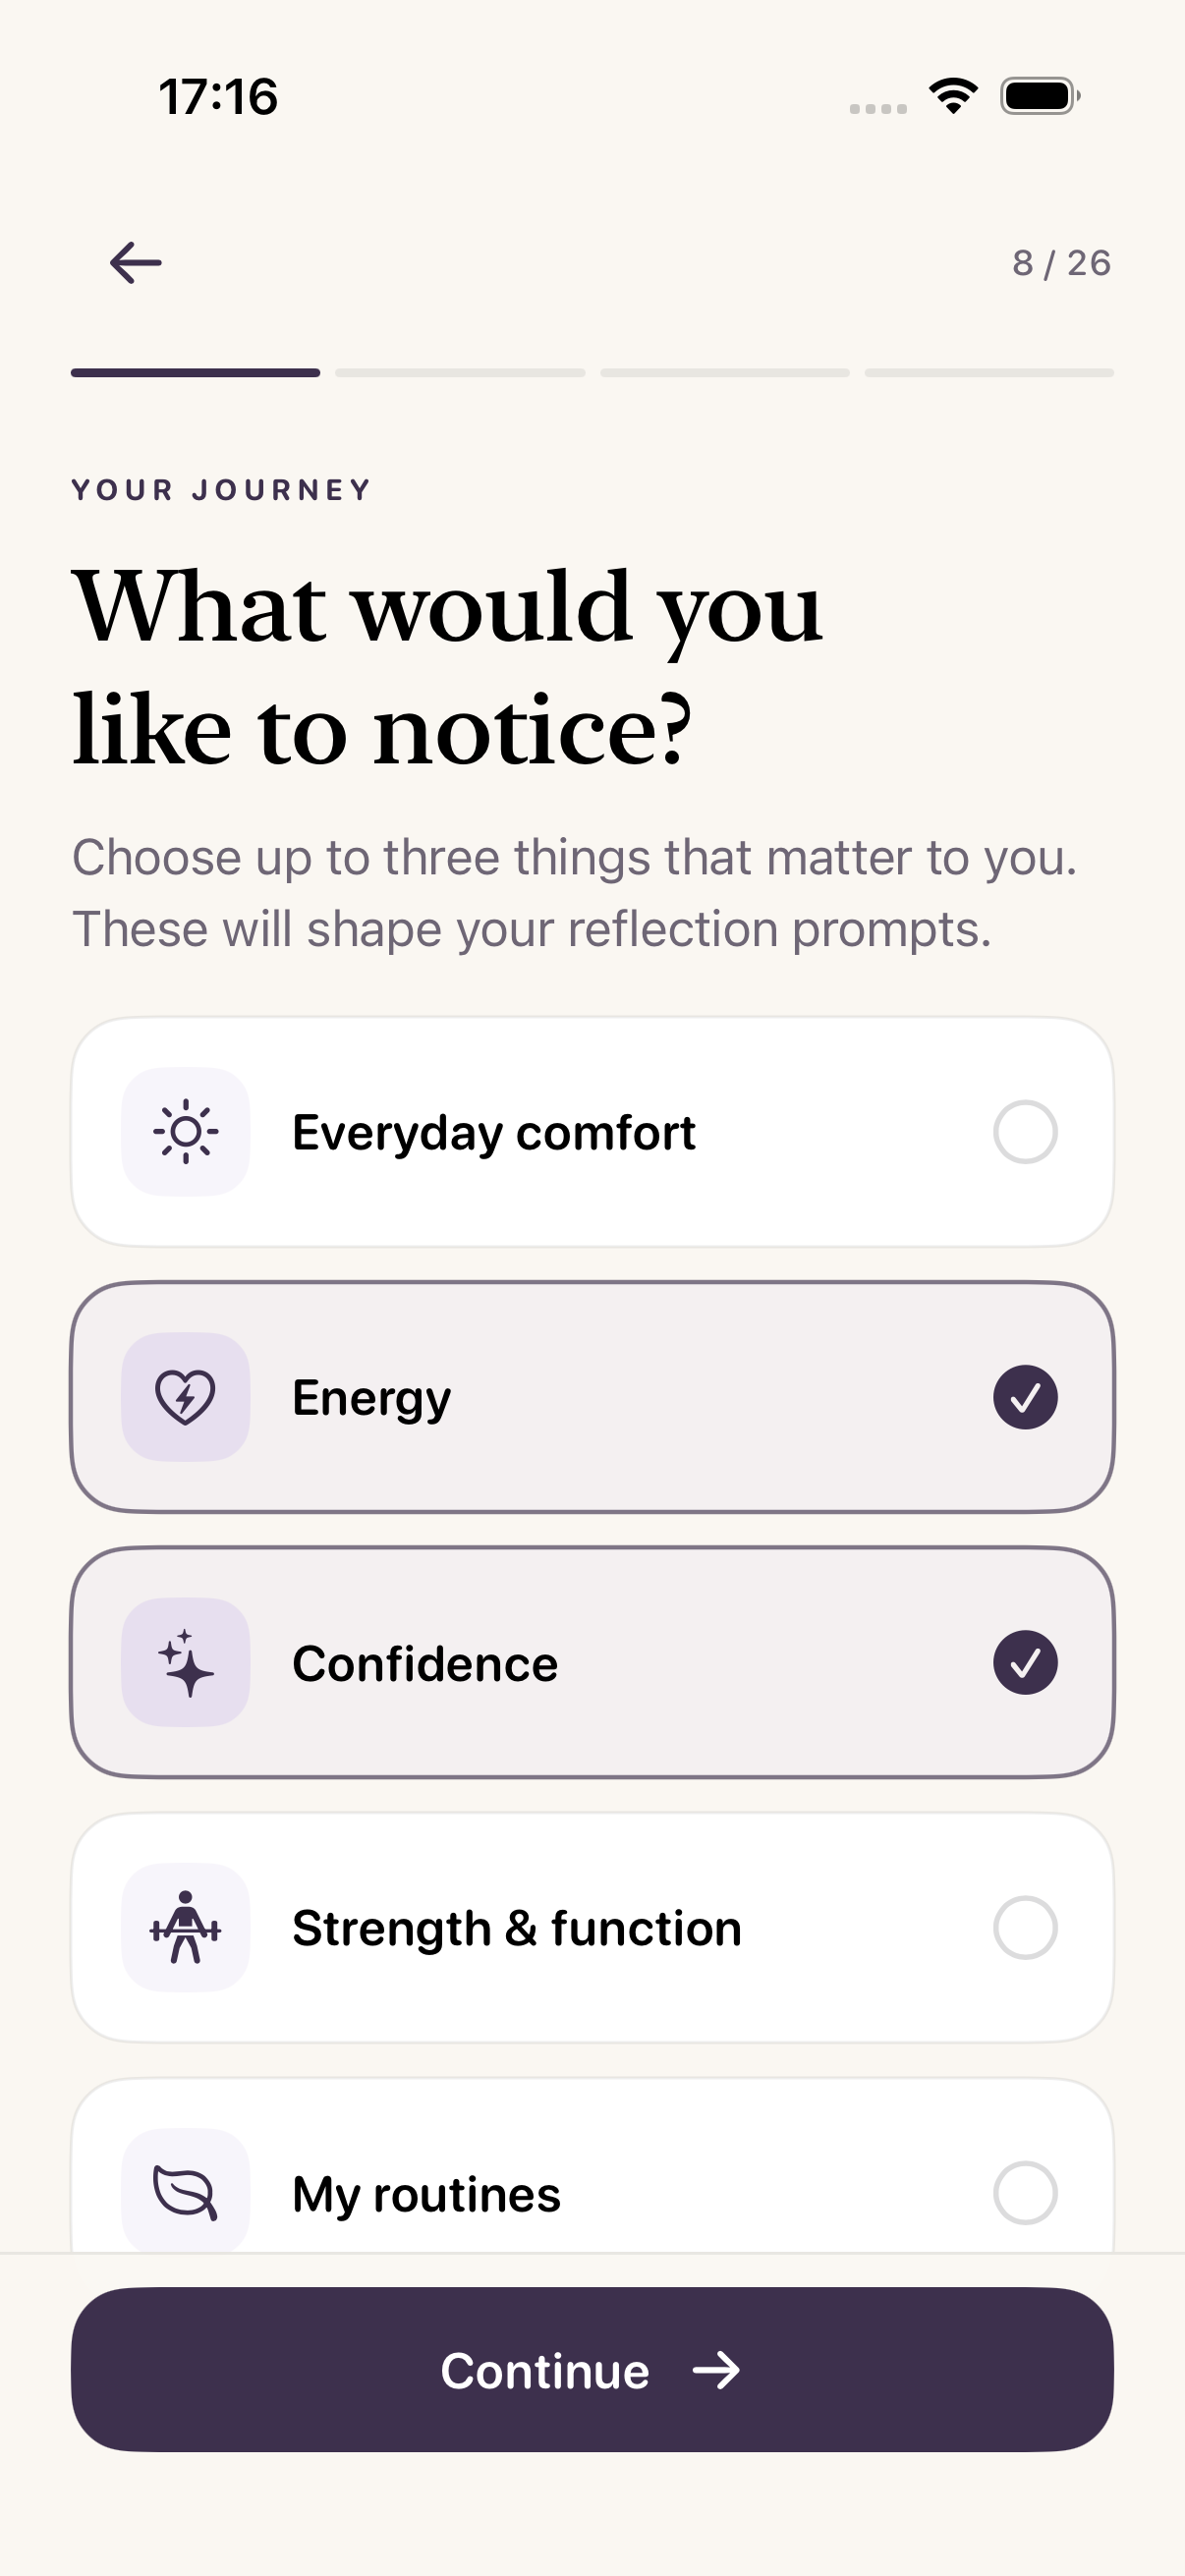 17:16
8 / 26
YOUR JOURNEY
What would you
like to notice?
Choose up to three things that matter to you.
These will shape your reflection prompts.
Everyday comfort
Energy
Confidence
Strength & function
My routines
Continue